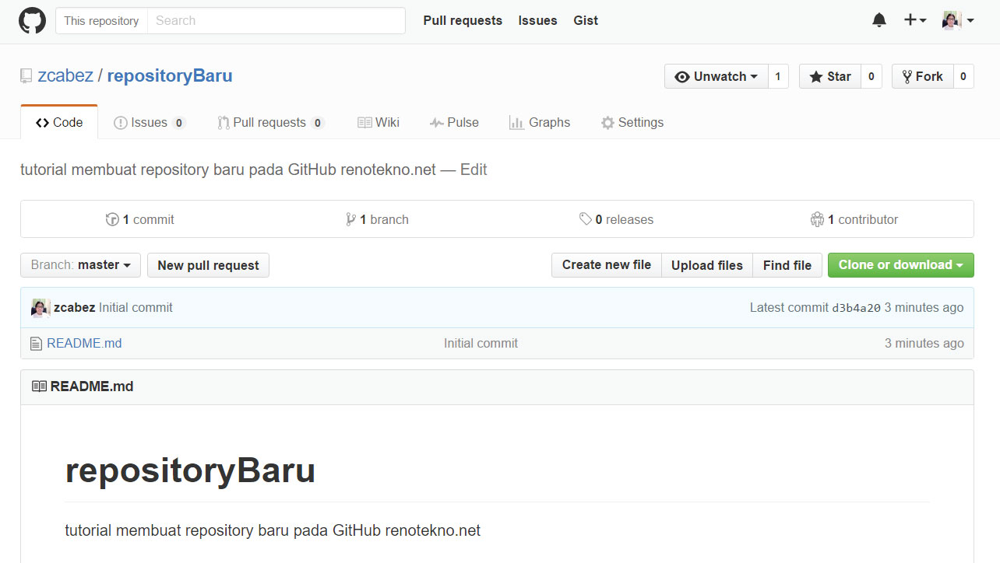 This repository Search Pull requests Issues Gist
zcabez / repositoryBaru Unwatch 1 Star 0 Fork 0
Code Issues 0 Pull requests 0 Wiki Pulse Graphs Settings
tutorial membuat repository baru pada GitHub renotekno.net — Edit
1 commit 1 branch 0 releases 1 contributor
Branch: master New pull request Create new file Upload files Find file Clone or download
zcabez Initial commit Latest commit d3b4a20 3 minutes ago
README.md Initial commit 3 minutes ago
README.md
repositoryBaru
tutorial membuat repository baru pada GitHub renotekno.net